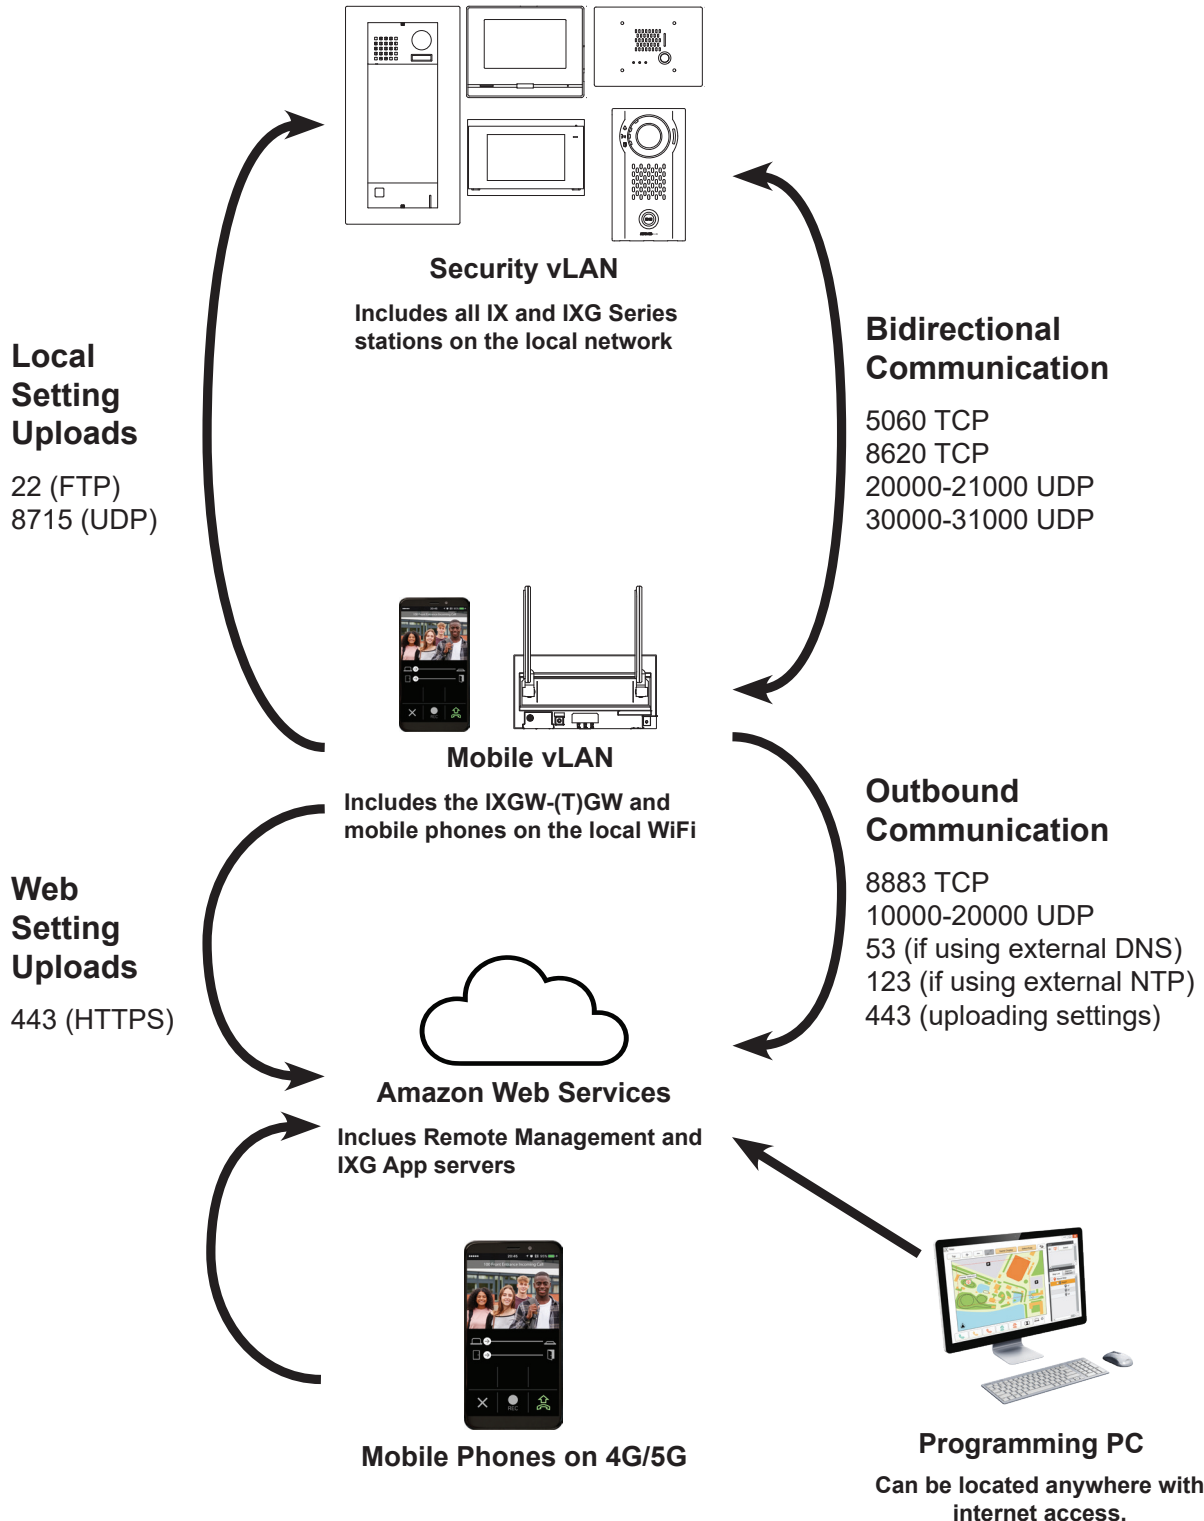 Security vLAN
Includes all IX and IXG Series
stations on the local network
Local
Setting
Uploads
22 (FTP)
8715 (UDP)
Bidirectional
Communication
5060 TCP
8620 TCP
20000-21000 UDP
30000-31000 UDP
Mobile vLAN
Includes the IXGW-(T)GW and
mobile phones on the local WiFi
Web
Setting
Uploads
443 (HTTPS)
Outbound
Communication
8883 TCP
10000-20000 UDP
53 (if using external DNS)
123 (if using external NTP)
443 (uploading settings)
Amazon Web Services
Inclues Remote Management and
IXG App servers
REC
Mobile Phones on 4G/5G
Programming PC
Can be located anywhere with
internet access.